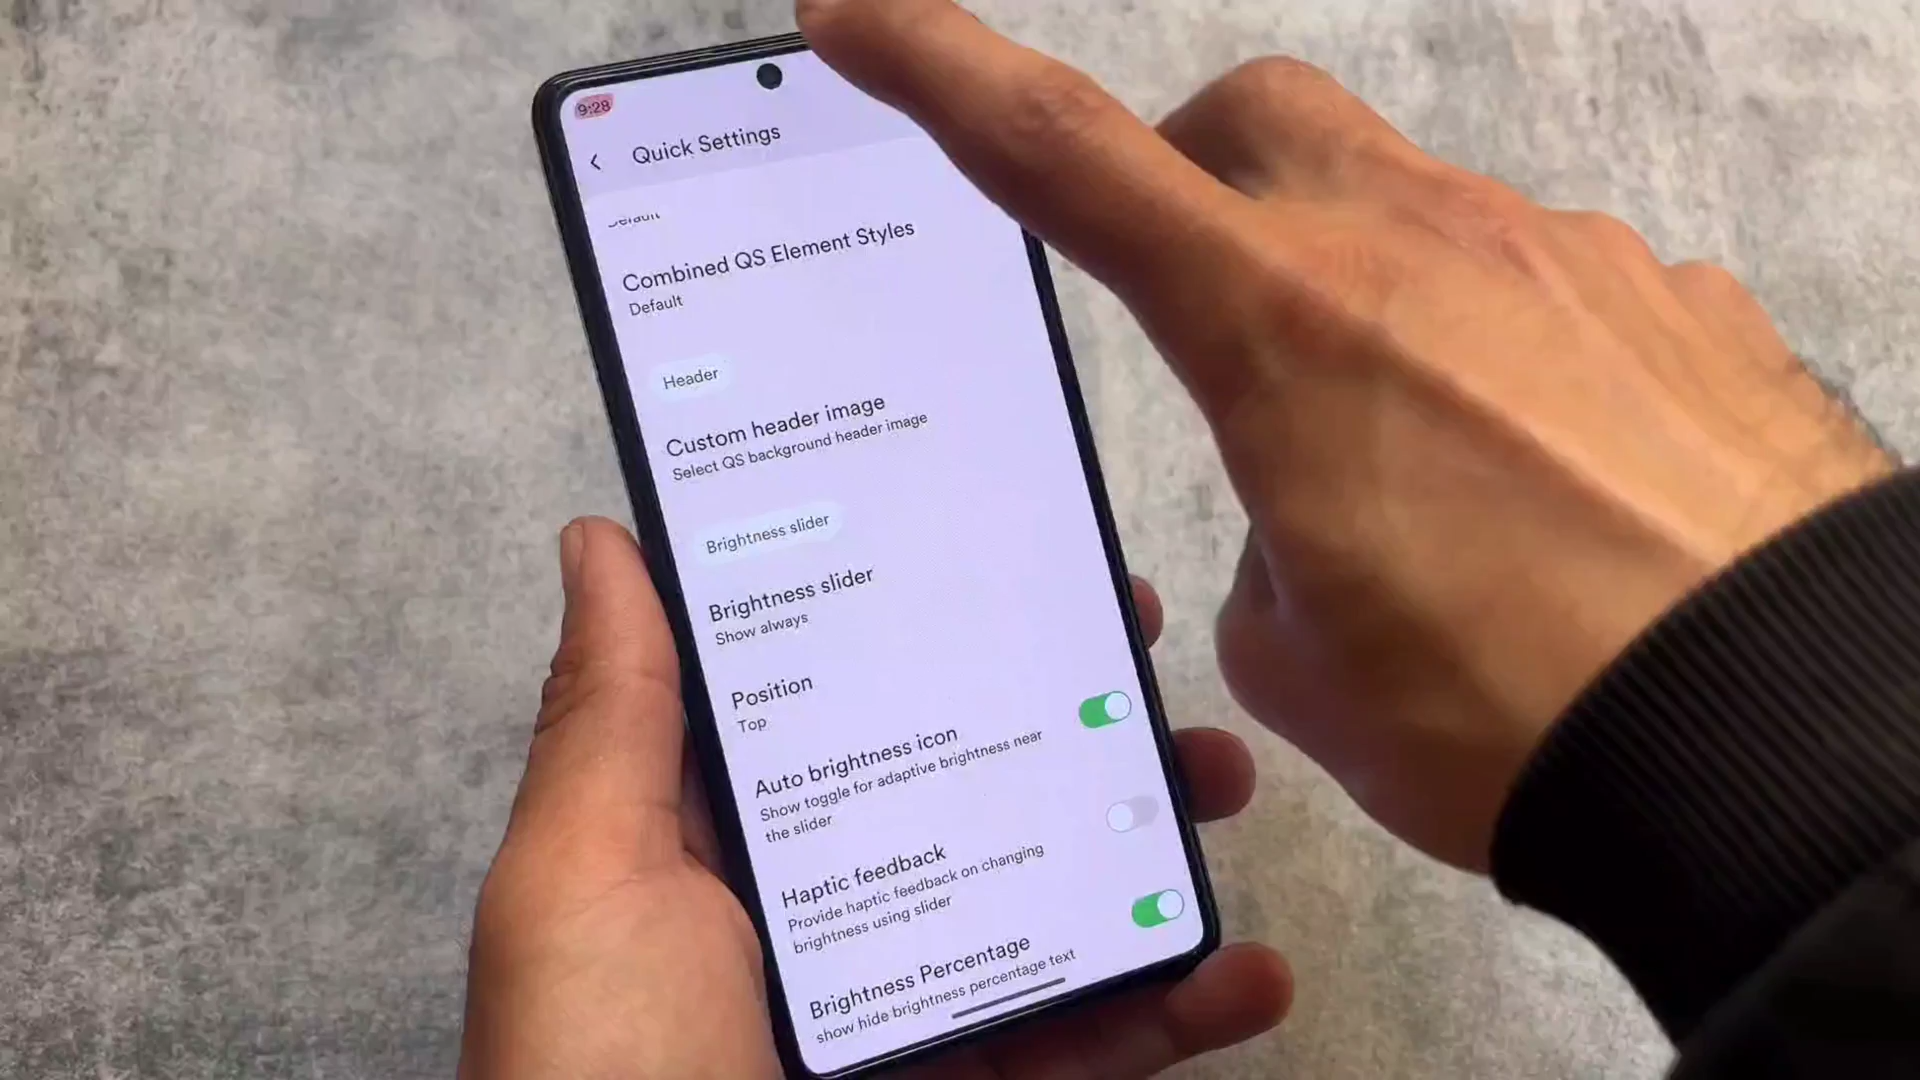 9:28
Quick Settings
Default
Combined QS Element Styles
Default
Header
Custom header image
Select QS background header image
Brightness slider
Brightness slider
Show always
Position
Top
Auto brightness icon
Show toggle for adaptive brightness near
the slider
Haptic feedback
Provide haptic feedback on changing
brightness using slider
Brightness Percentage
show hide brightness percentage text